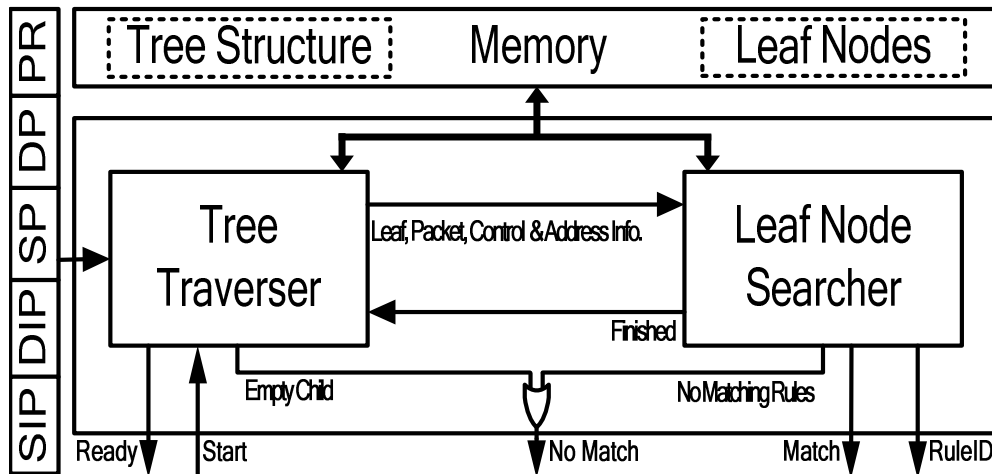 PR
DP
SP
DIP
SIP
Tree Structure
Memory
Leaf Nodes
Tree
Traverser
Leaf, Packet, Control & Address Info.
Leaf Node
Searcher
Finished
Empty Child
No Matching Rules
Ready
Start
No Match
Match
RuleID